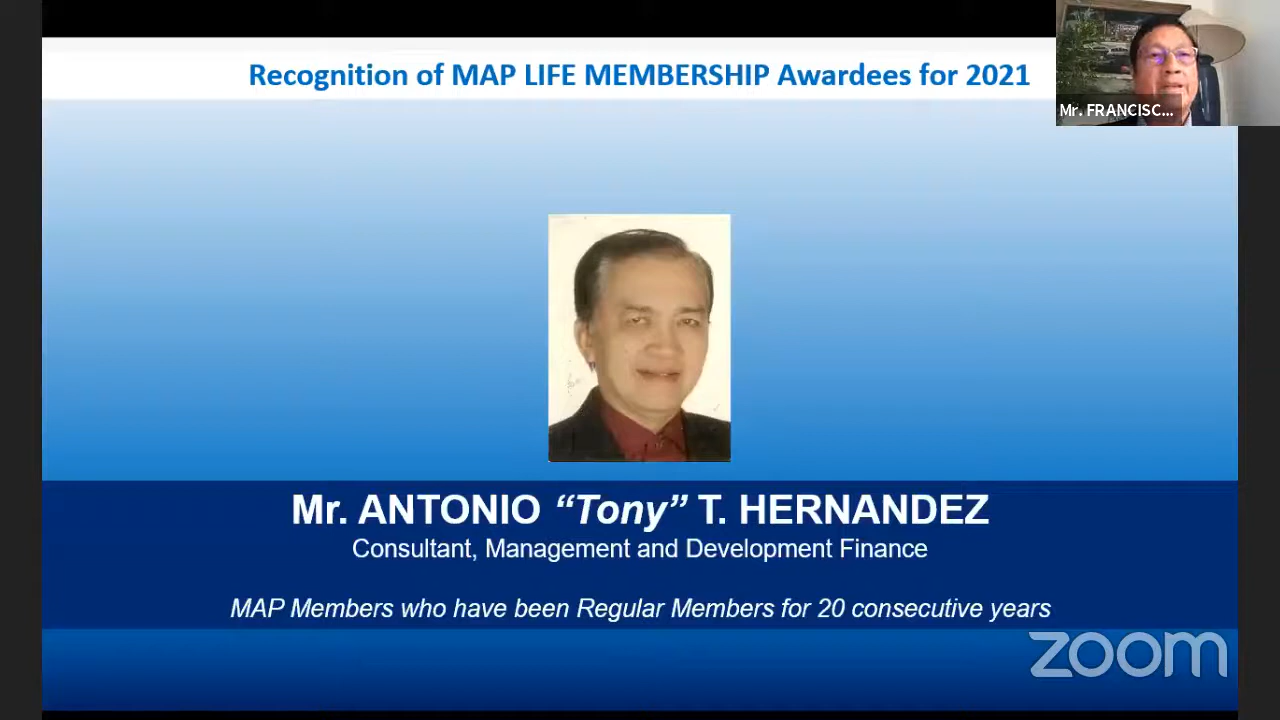 Recognition of MAP LIFE MEMBERSHIP Awardees for 2021
Mr. FRANCISC...
Mr. ANTONIO “Tony” T. HERNANDEZ
Consultant, Management and Development Finance
MAP Members who have been Regular Members for 20 consecutive years
zoom